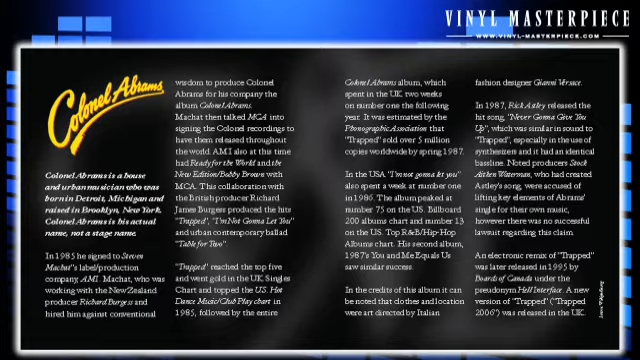 VINYL MASTERPIECE
WWW.VINYL-MASTERPIECE.COM
Colonel Abrams
Colonel Abrams is a house
and urban musician who was
born in Detroit, Michigan and
raised in Brooklyn, New York.
Colonel Abrams is his actual
name, not a stage name.
In 1985 he signed to Steven
Machat's label/production
company, AMI. Machat, who was
working with the New Zealand
producer Richard Burgess and
hired him against conventional
wisdom to produce Colonel
Abrams for his company the
album Colonel Abrams.
Machat then talked MCA into
signing the Colonel recordings to
have them released throughout
the world. A.M.I also at this time
had Ready for the World and the
New Edition/Bobby Brown with
MCA. This collaboration with
the British producer Richard
James Burgess produced the hits
"Trapped", "I'm Not Gonna Let You"
and urban contemporary ballad
"Table for Two".
"Trapped" reached the top five
and went gold in the UK Singles
Chart and topped the U.S. Hot
Dance Music/Club Play chart in
1985, followed by the entire
Colonel Abrams album, which
spent in the UK two weeks
on number one the following
year. It was estimated by the
Phonographic Association that
"Trapped" sold over 5 million
copies worldwide by spring 1987.
In the USA "I'm not gonna let you"
also spent a week at number one
in 1986. The album peaked at
number 75 on the US. Billboard
200 albums chart and number 13
on the US. Top R&B/Hip-Hop
Albums chart. His second album,
1987's You and Me Equals Us
saw similar success.
In the credits of this album it can
be noted that clothes and location
were art directed by Italian
fashion designer Gianni Versace.
In 1987, Rick Astley released the
hit song, "Never Gonna Give You
Up", which was similar in sound to
"Trapped", especially in the use of
synthesizers and it had an identical
bassline. Noted producers Stock
Aitken Waterman, who had created
Astley's song, were accused of
lifting key elements of Abrams'
single for their own music,
however there was no successful
lawsuit regarding this claim.
An electronic remix of "Trapped"
was later released in 1995 by
Boards of Canada under the
pseudonym Hell Interface. A new
version of "Trapped" ("Trapped
2006") was released in the UK.